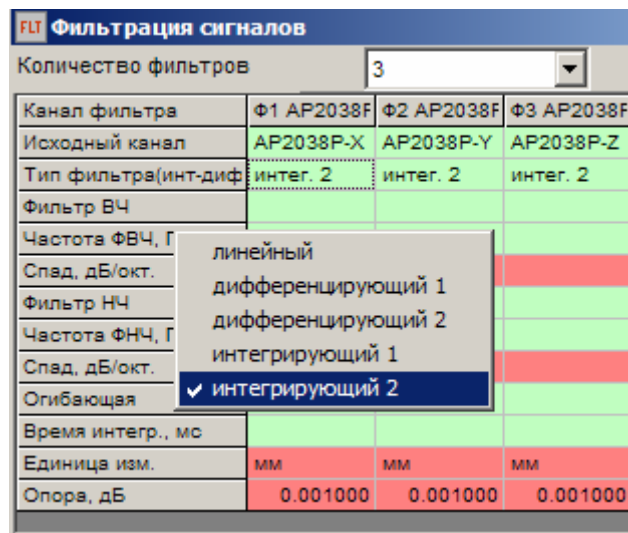 FLT Фильтрация сигналов
Количество фильтров 3
Канал фильтра Ф1 AP2038F Ф2 AP2038F Ф3 AP2038F
Исходный канал AP2038P-X AP2038P-Y AP2038P-Z
Тип фильтра(инт-диф интег. 2 интег. 2 интег. 2
Фильтр ВЧ
Частота ФВЧ, Г
Спад, дБ/окт.
Фильтр НЧ
Частота ФНЧ, Г
Спад, дБ/окт.
Огибающая
Время интегр., мс
Единица изм. мм мм мм
Опора, дБ 0.001000 0.001000 0.001000
линейный
дифференцирующий 1
дифференцирующий 2
интегрирующий 1
интегрирующий 2